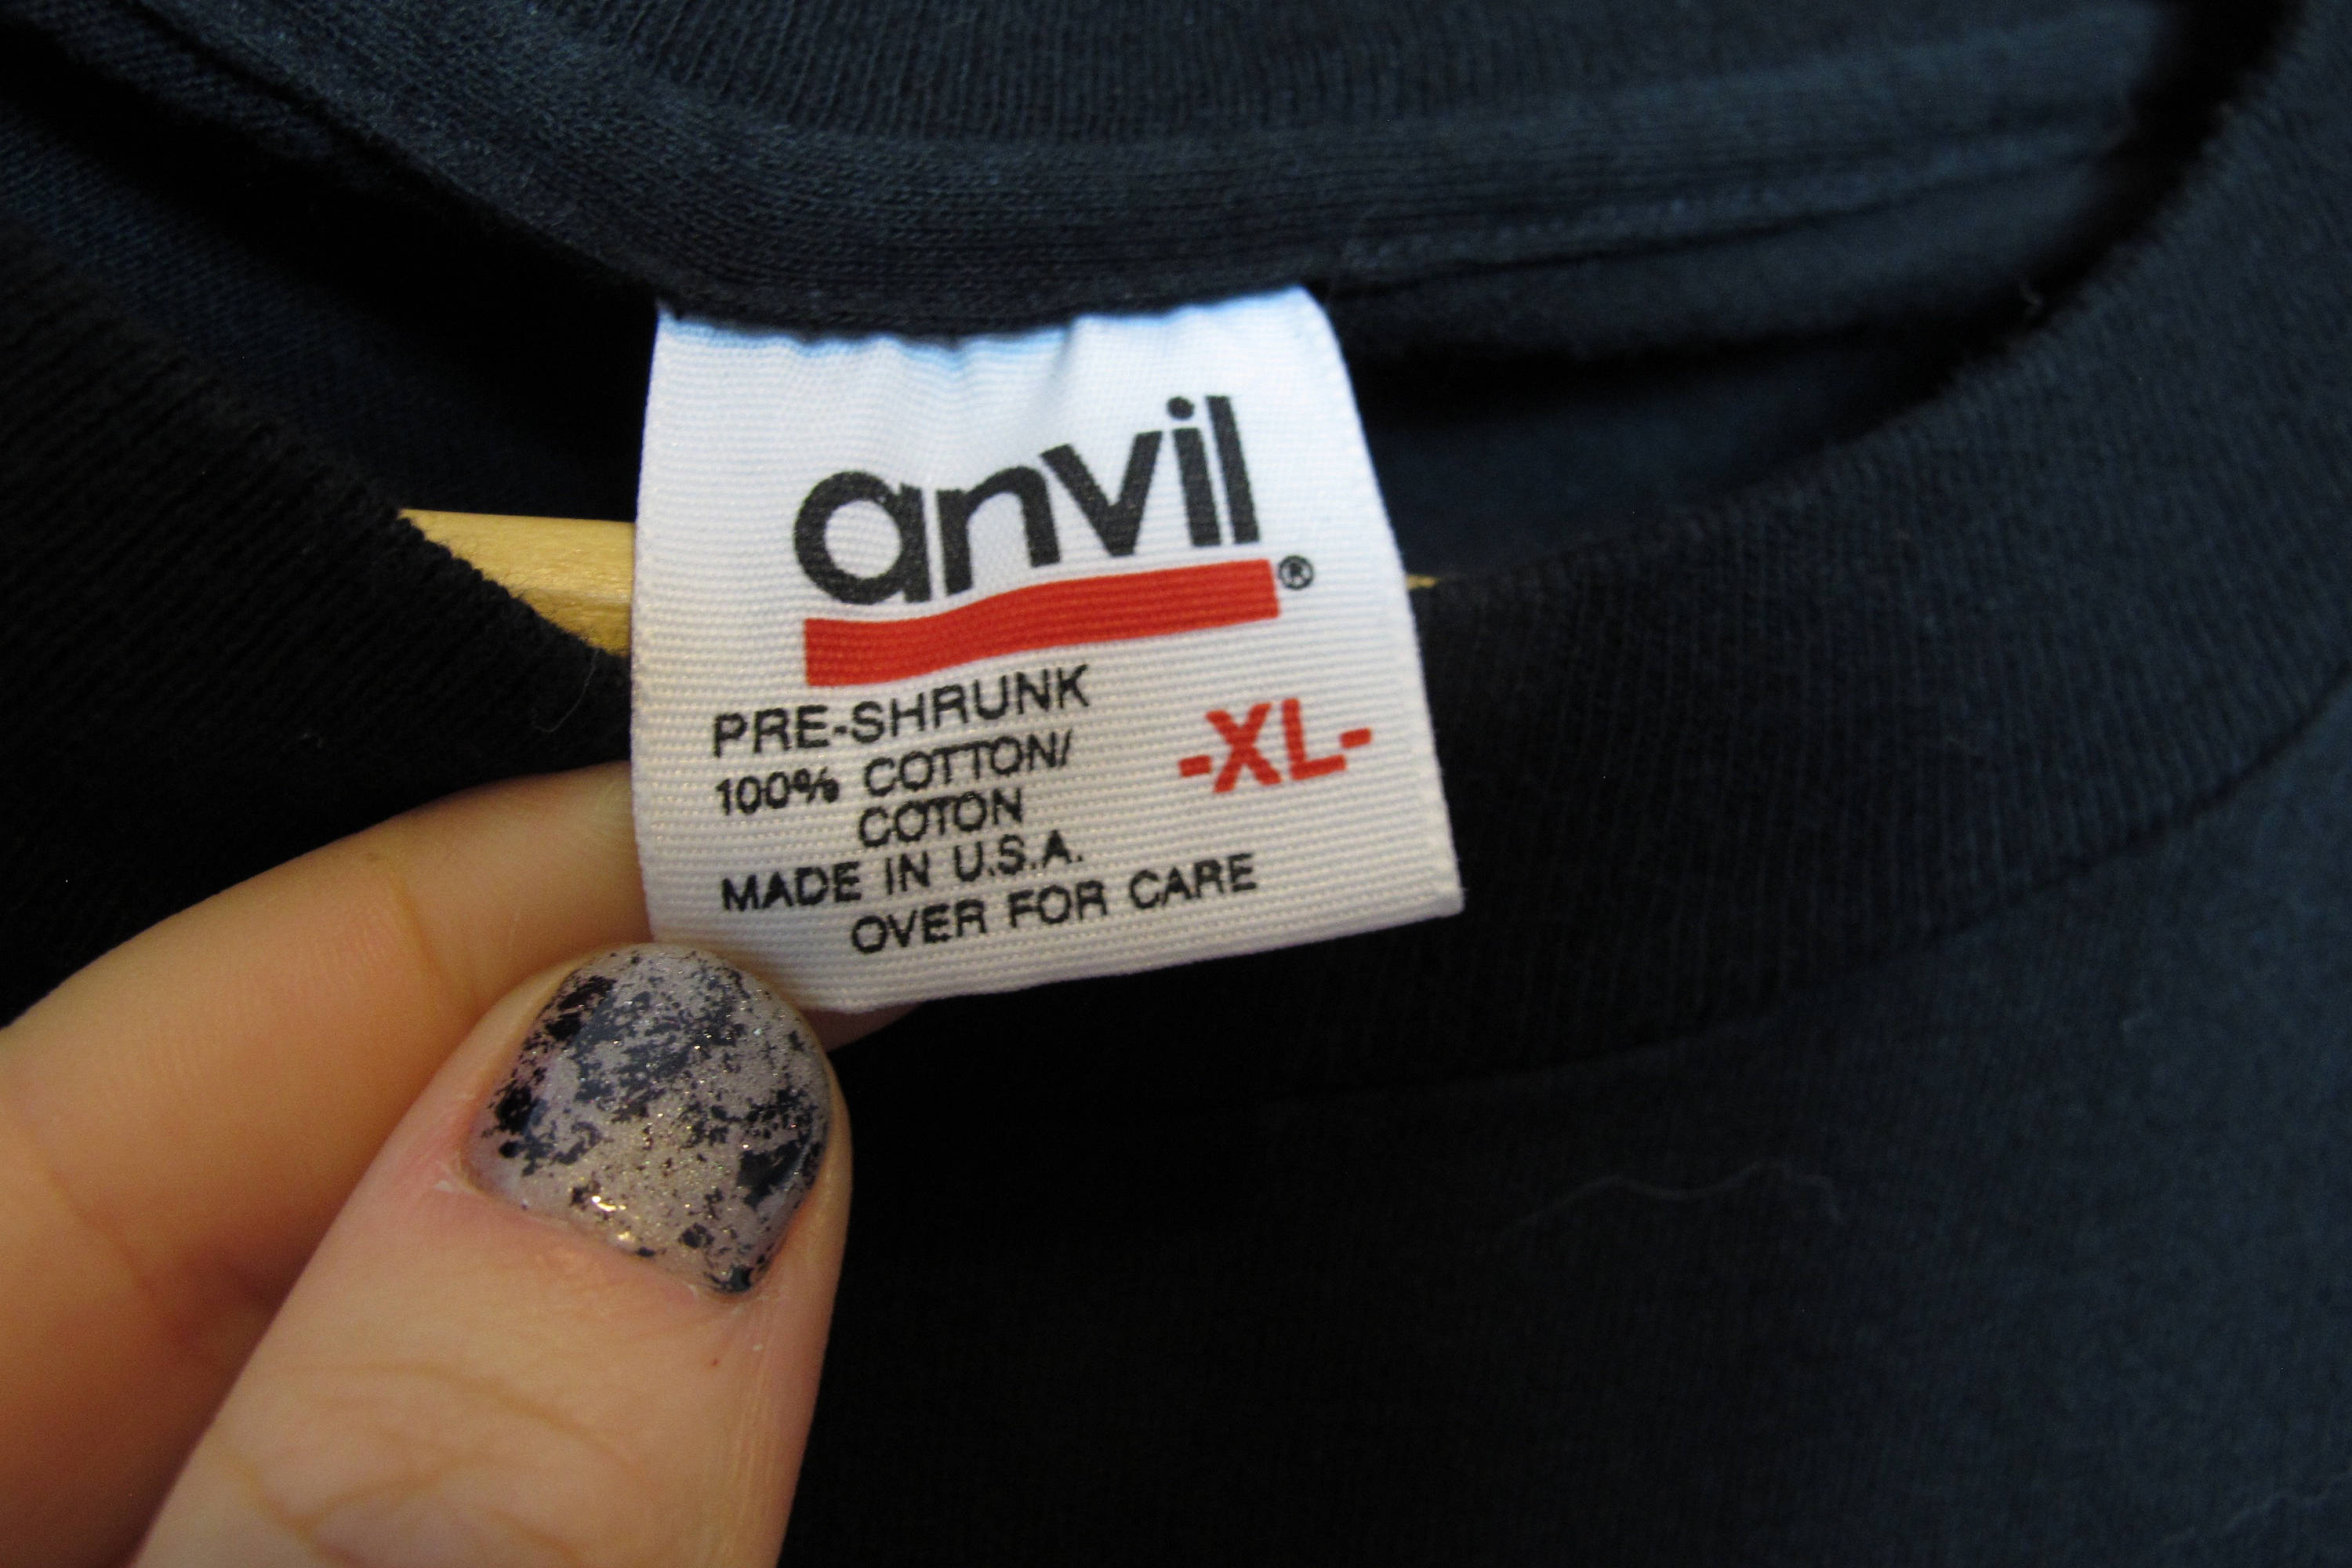 anvil®
PRE-SHRUNK
100% COTTON/
COTON
-XL-
MADE IN U.S.A.
OVER FOR CARE